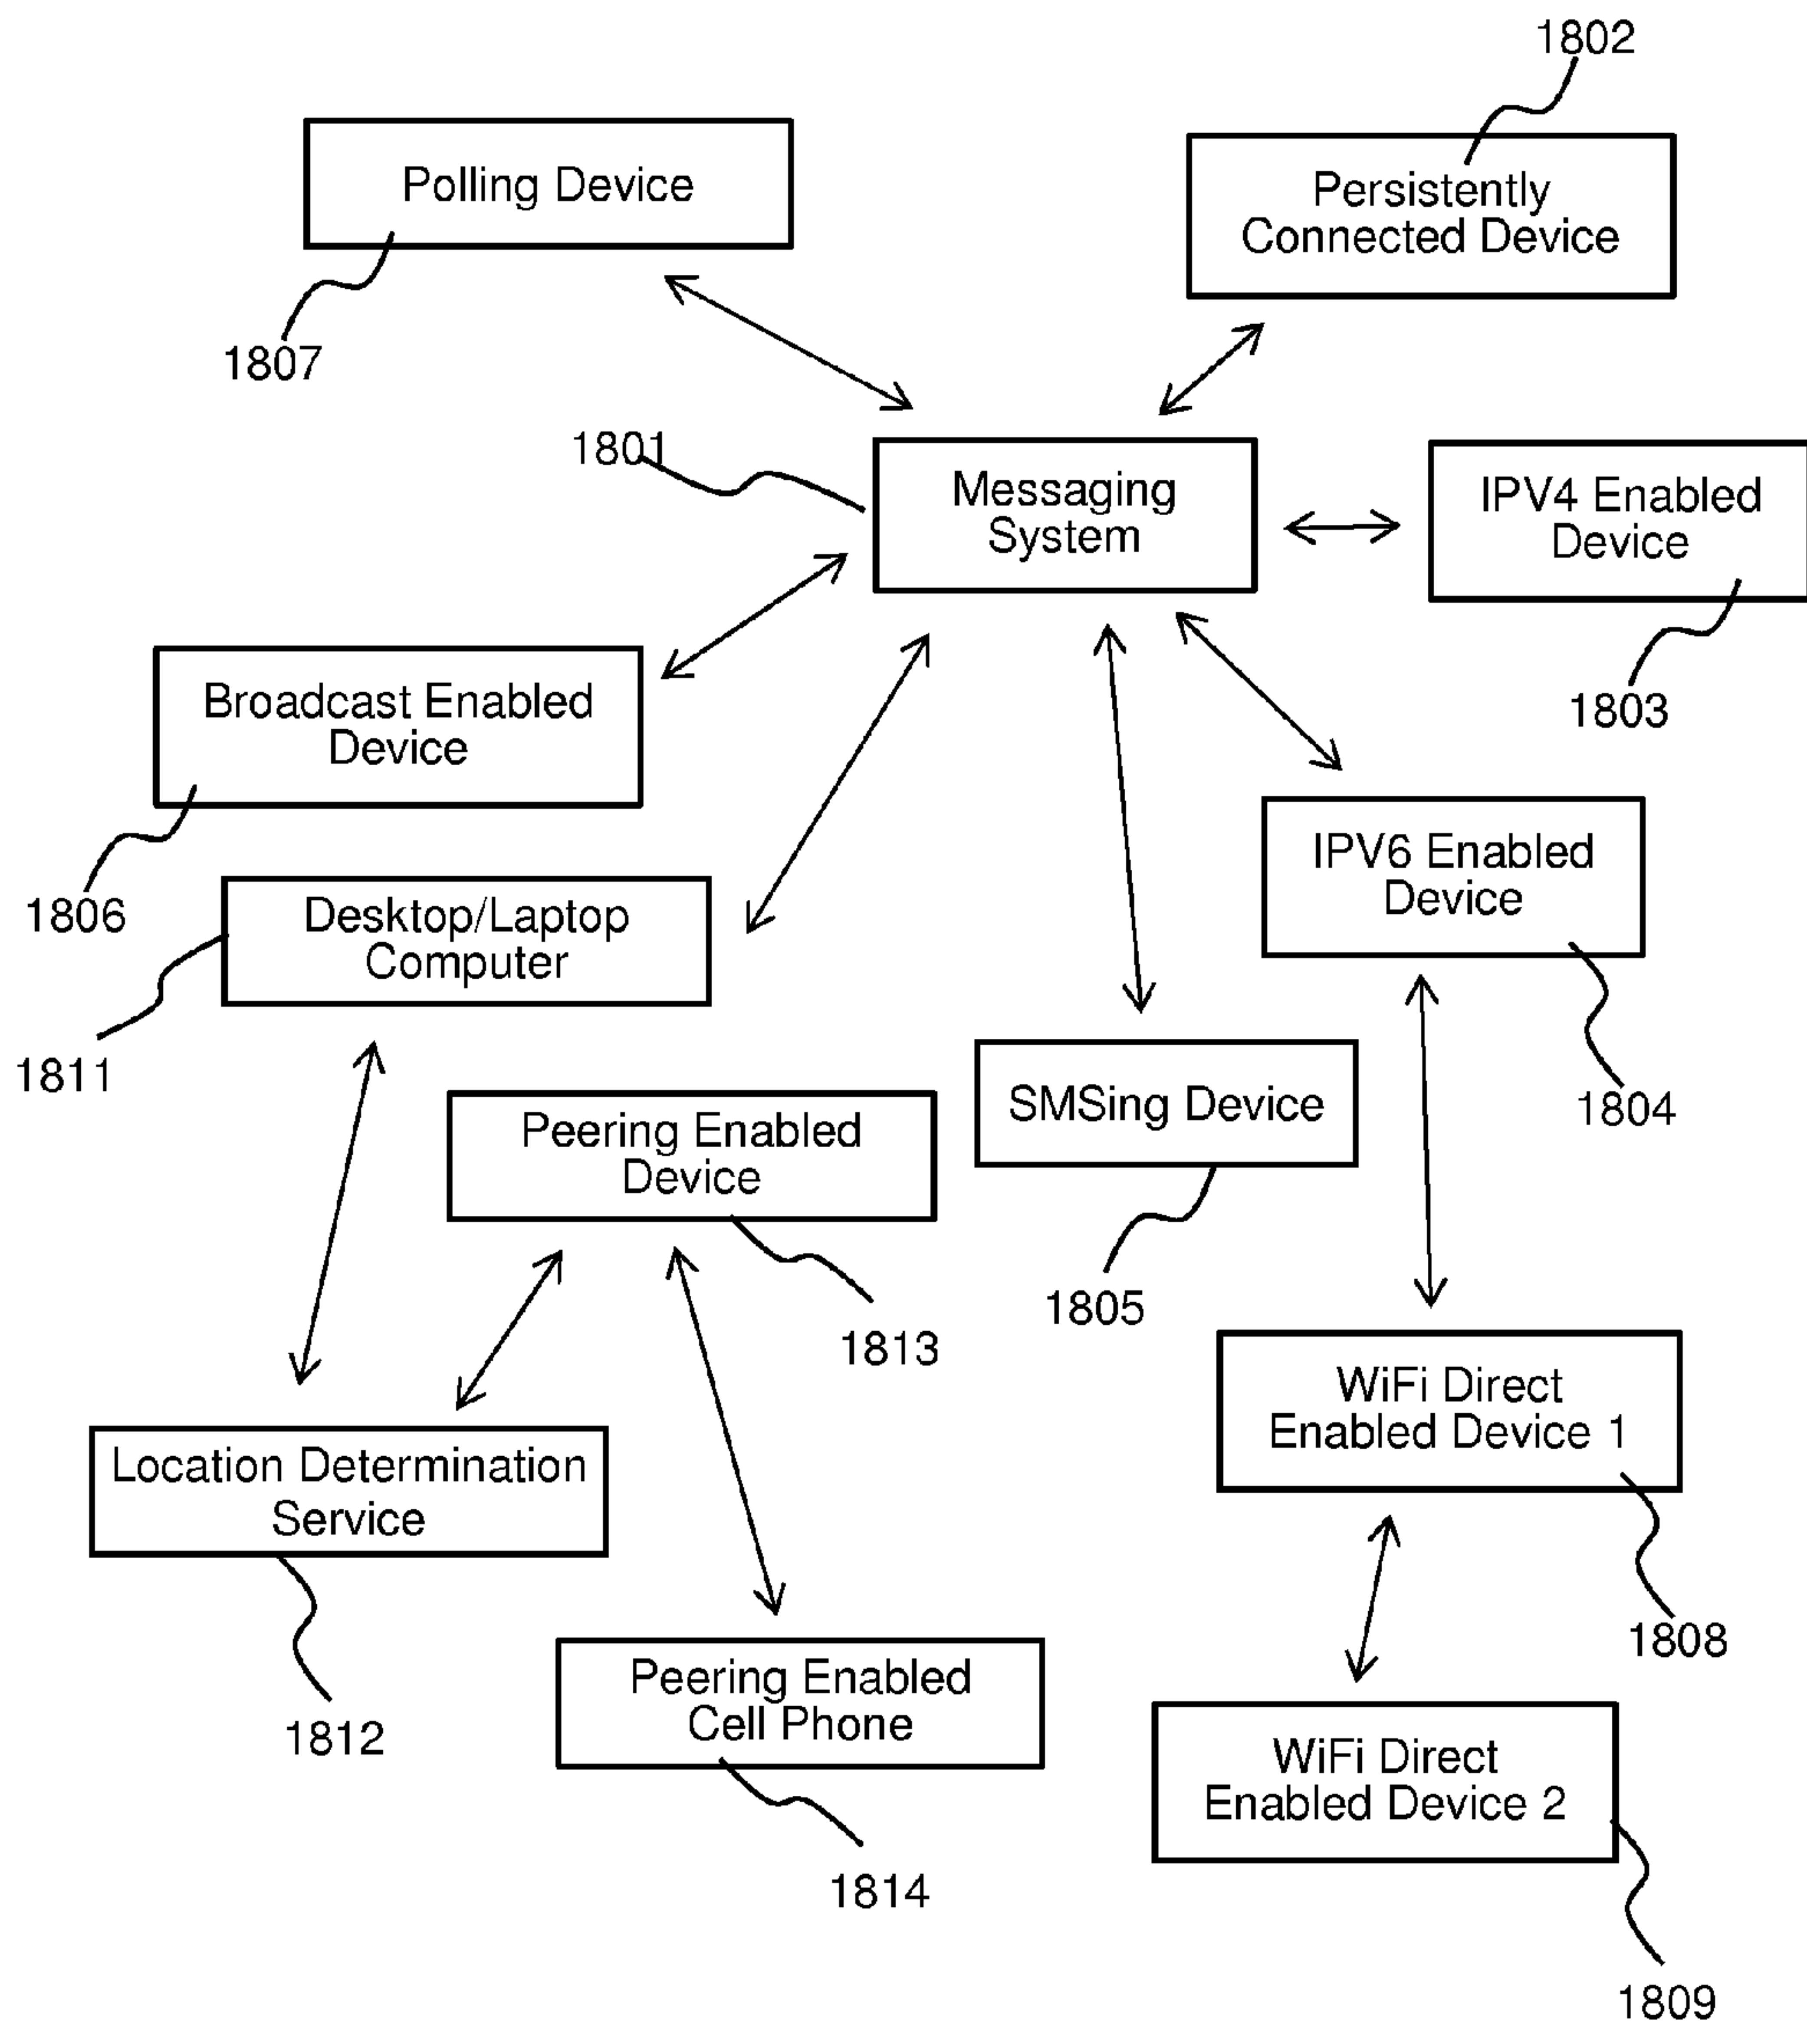 1802
Polling Device
Persistently
Connected Device
1807
1801
Messaging
System
IPV4 Enabled
Device
1803
Broadcast Enabled
Device
1806
IPV6 Enabled
Device
1804
Desktop/Laptop
Computer
1811
SMSing Device
1805
Peering Enabled
Device
1813
WiFi Direct
Enabled Device 1
1808
Location Determination
Service
1812
Peering Enabled
Cell Phone
1814
WiFi Direct
Enabled Device 2
1809